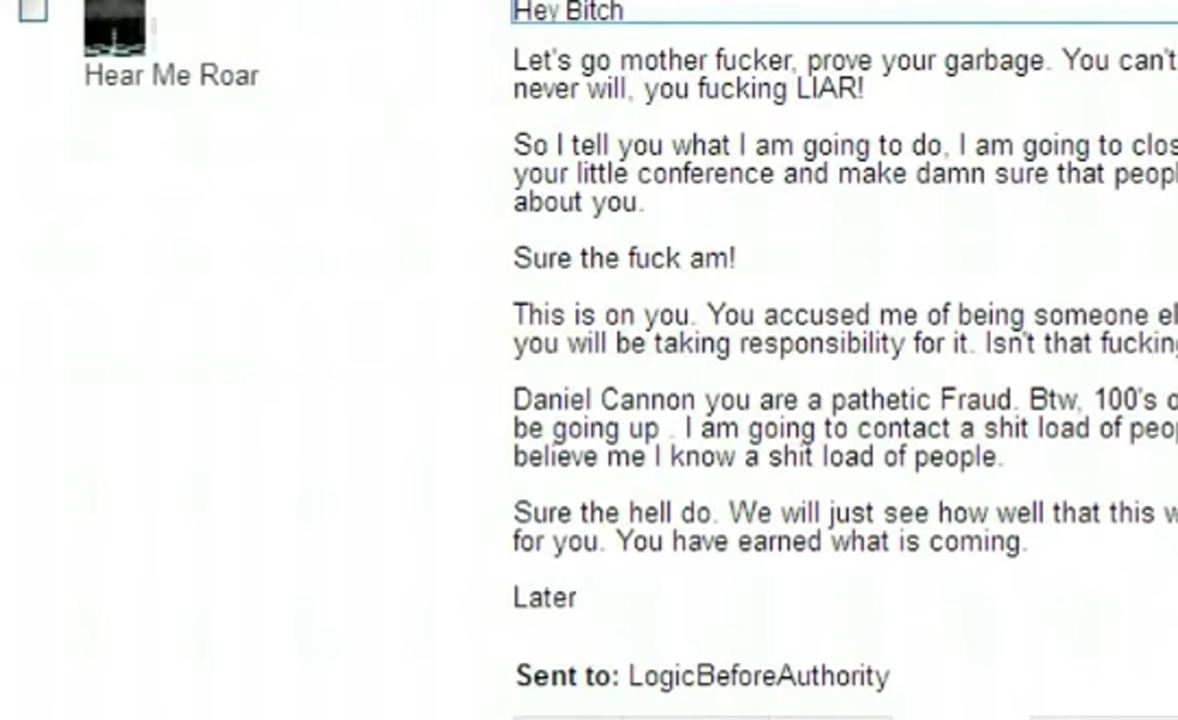 Hey Bitch
Hear Me Roar
Let's go mother fucker, prove your garbage. You can't
never will, you fucking LIAR!
So I tell you what I am going to do, I am going to
your little conference and make damn sure that
about you.
Sure the fuck am!
This is on you. You accused me of being someone
you will be taking responsibility for it. Isn't that
Daniel Cannon you are a pathetic Fraud. Btw, 100's
be going up . I am going to contact a shit load of
believe me I know a shit load of people.
Sure the hell do. We will just see how well that this
for you. You have earned what is coming.
Later
Sent to: LogicBeforeAuthority